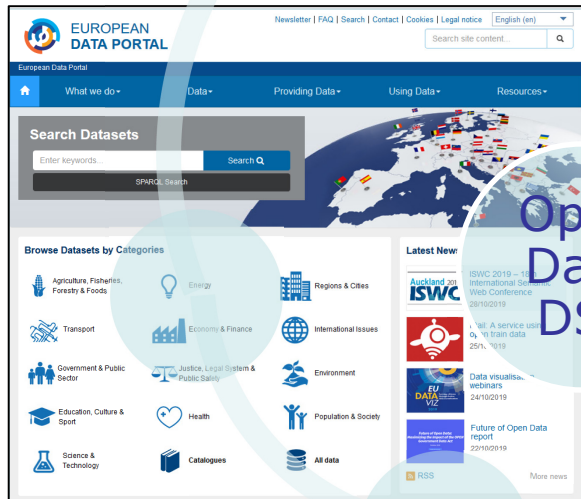 EUROPEAN
DATA PORTAL
Newsletter | FAQ | Search | Contact | Cookies | Legal notice
English (en)
Search site content...
European Data Portal
What we do
Data
Providing Data
Using Data
Resources
Search Datasets
Enter keywords...
Search
SPARQL Search
Browse Datasets by Categories
Agriculture, Fisheries,
Forestry & Foods
Energy
Regions & Cities
Transport
Economy & Finance
International Issues
Government & Public
Sector
Justice, Legal System &
Public Safety
Environment
Education, Culture &
Sport
Health
Population & Society
Science &
Technology
Catalogues
All data
Latest New
Auckland 201
ISWC
ISWC 2019 – 18th
International Semantic
Web Conference
28/10/2019
A service using
open train data
EU
DATA
VIZ
Data visualisa
webinars
24/10/2019
Future of Open Data
report
22/10/2019
RSS
More news
Op
Da
DS